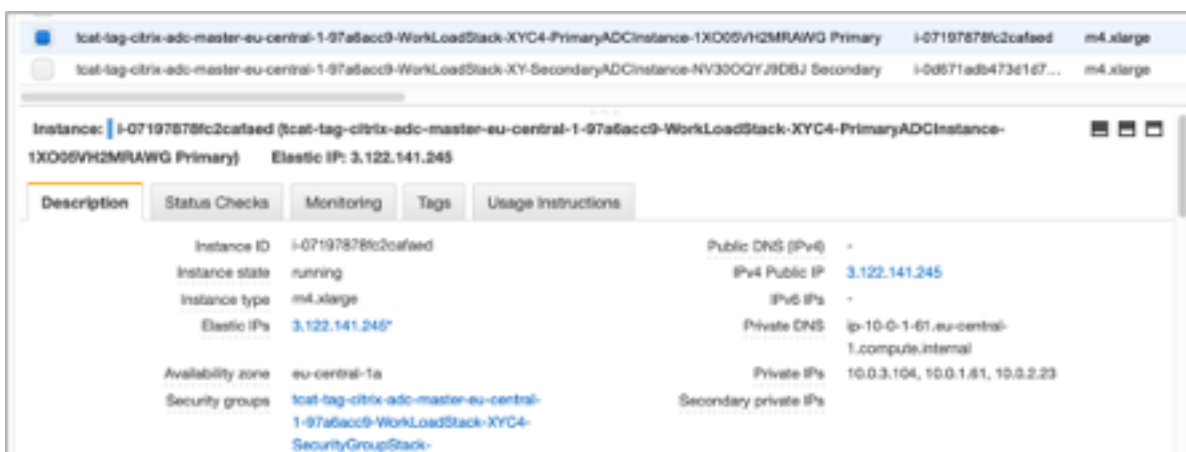 tcat-tag-citrix-adc-master-eu-central-1-97a6acc9-WorkLoadStack-XYC4-PrimaryADCInstance-1XO05VH2MRAWG Primary i-07197878fc2cafaed m4.xlarge
tcat-tag-citrix-adc-master-eu-central-1-97a6acc9-WorkLoadStack-XY-SecondaryADCInstance-NV30OQYJ9DBJ Secondary i-0d671adb473d1d7... m4.xlarge
Instance: i-07197878fc2cafaed (tcat-tag-citrix-adc-master-eu-central-1-97a6acc9-WorkLoadStack-XYC4-PrimaryADCInstance-
1XO05VH2MRAWG Primary) Elastic IP: 3.122.141.245
Description Status Checks Monitoring Tags Usage Instructions
Instance ID i-07197878fc2cafaed Public DNS (IPv4) -
Instance state running IPv4 Public IP 3.122.141.245
Instance type m4.xlarge IPv6 IPs -
Elastic IPs 3.122.141.245* Private DNS ip-10-0-1-61.eu-central-
1.compute.internal
Availability zone eu-central-1a Private IPs 10.0.3.104, 10.0.1.61, 10.0.2.23
Security groups tcat-tag-citrix-adc-master-eu-central- Secondary private IPs
1-97a6acc9-WorkLoadStack-XYC4-
SecurityGroupStack-